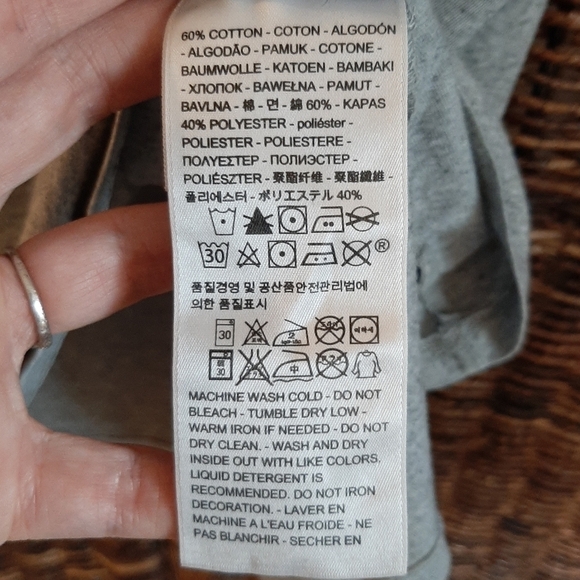 60% COTTON - COTON - ALGODÓN
- ALGODÃO - PAMUK - COTONE -
BAUMWOLLE - KATOEN - BAMBAKI
- ХЛОПОК - BAWEŁNA - PAMUT -
BAVLNA - 棉 - 면 - 綿 60% - KAPAS
40% POLYESTER - poliéster -
POLIESTER - POLIESTERE -
ΠΟΛΥΕΣΤΕΡ - ПОЛИЭСТЕР -
POLIÉSZTER - 聚酯纤维 - 聚酯纖維 -
폴리에스터 - ポリエステル 40%
30 ®
품질경영 및 공산품안전관리법에
의한 품질표시
30 2
30 中
MACHINE WASH COLD - DO NOT
BLEACH - TUMBLE DRY LOW -
WARM IRON IF NEEDED - DO NOT
DRY CLEAN. - WASH AND DRY
INSIDE OUT WITH LIKE COLORS.
LIQUID DETERGENT IS
RECOMMENDED. DO NOT IRON
DECORATION. - LAVER EN
MACHINE A L'EAU FROIDE - NE
PAS BLANCHIR - SECHER EN